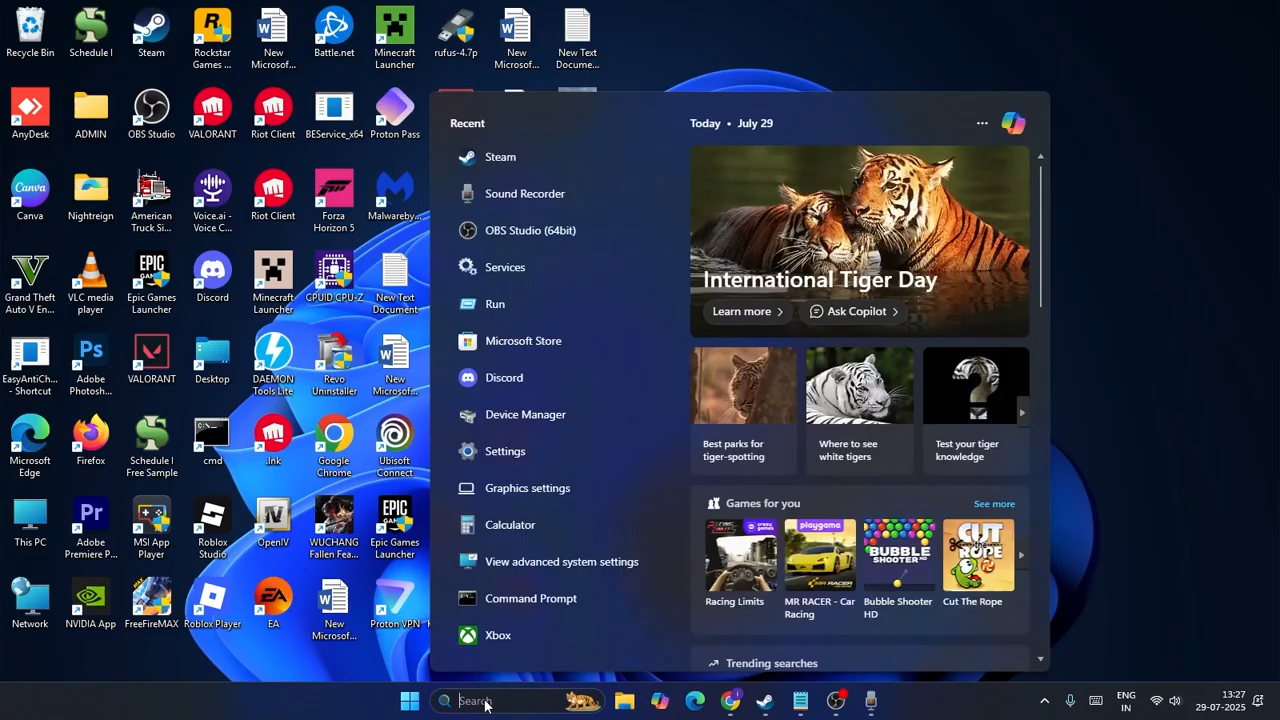 Recycle Bin
Schedule I
Steam
Rockstar
Games ...
New
Microsof...
Battle.net
Minecraft
Launcher
rufus-4.7p
New
Microsof...
New Text
Docume...
AnyDesk
ADMIN
OBS Studio
VALORANT
Riot Client
BEService_x64
Proton Pass
Canva
Nightreign
American
Truck Si...
Voice.ai -
Voice C...
Riot Client
Forza
Horizon 5
Malwareby...
Grand Theft
Auto V En...
VLC media
player
Epic Games
Launcher
Discord
Minecraft
Launcher
CPUID CPU-Z
New Text
Document
EasyAntiCh...
- Shortcut
Adobe
Photosh...
VALORANT
Desktop
DAEMON
Tools Lite
Revo
Uninstaller
New
Microsof...
Microsoft
Edge
Firefox
Schedule I
Free Sample
cmd
.lnk
Google
Chrome
Ubisoft
Connect
This PC
Adobe
Premiere P...
MSI App
Player
Roblox
Studio
OpenIV
WUCHANG
Fallen Fea...
Epic Games
Launcher
Network
NVIDIA App
FreeFireMAX
Roblox Player
EA
New
Microsof...
Proton VPN
Recent
Steam
Sound Recorder
OBS Studio (64bit)
Services
Run
Microsoft Store
Discord
Device Manager
Settings
Graphics settings
Calculator
View advanced system settings
Command Prompt
Xbox
Today • July 29
International Tiger Day
Learn more
Ask Copilot
Best parks for
tiger-spotting
Where to see
white tigers
Test your tiger
knowledge
Games for you
See more
playgama
MR RACER
BUBBLE
SHOOTER HD
CUT
ROPE
Racing Limits
MR RACER - Car
Racing
Bubble Shooter
HD
Cut The Rope
Trending searches
Search
ENG
IN
13:22
29-07-2025